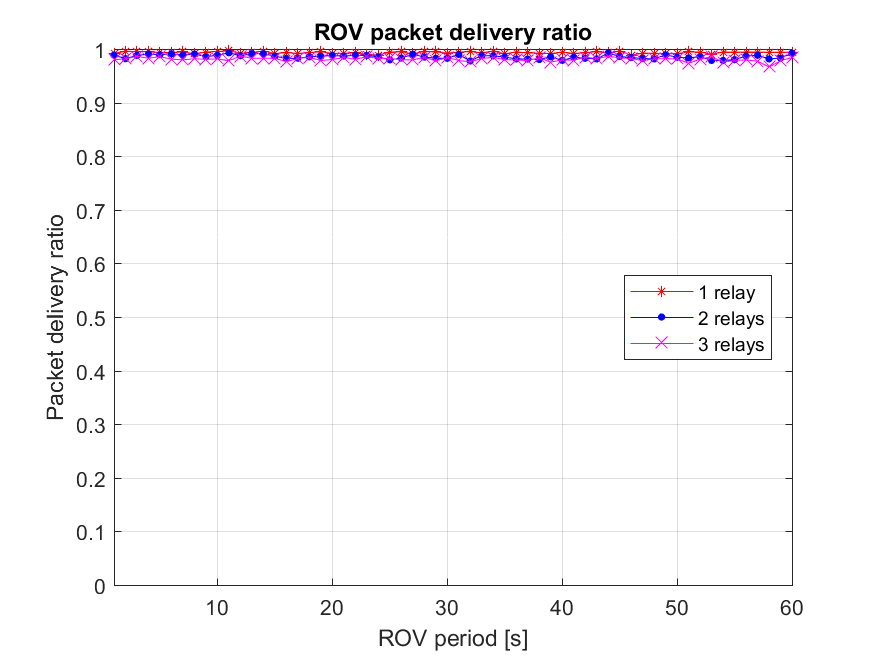 ROV packet delivery ratio
1
0.9
0.8
0.7
0.6
0.5
0.4
0.3
0.2
0.1
0
Packet delivery ratio
1 relay
2 relays
3 relays
10 20 30 40 50 60
ROV period [s]